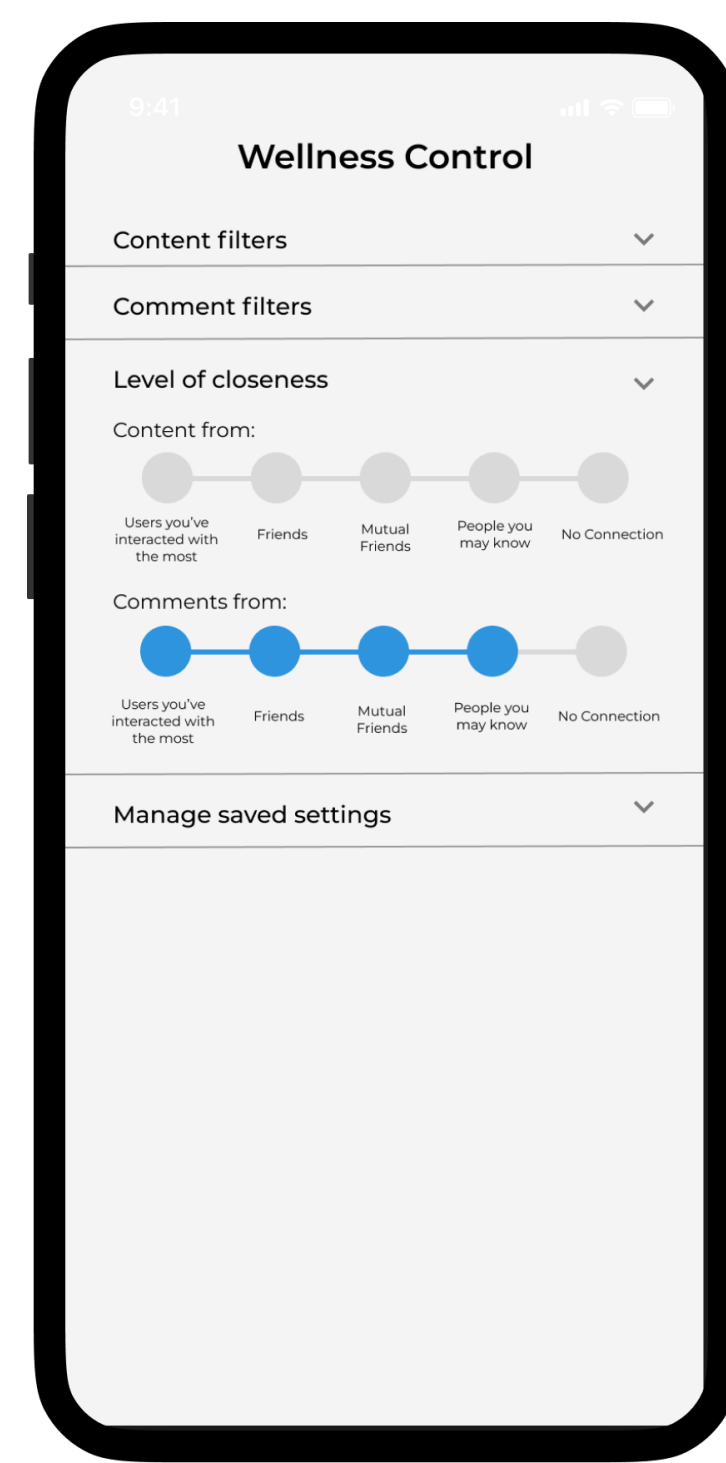 9:41
Wellness Control
Content filters
Comment filters
Level of closeness
Content from:
Users you've
interacted with
the most
Friends
Mutual
Friends
People you
may know
No Connection
Comments from:
Users you've
interacted with
the most
Friends
Mutual
Friends
People you
may know
No Connection
Manage saved settings